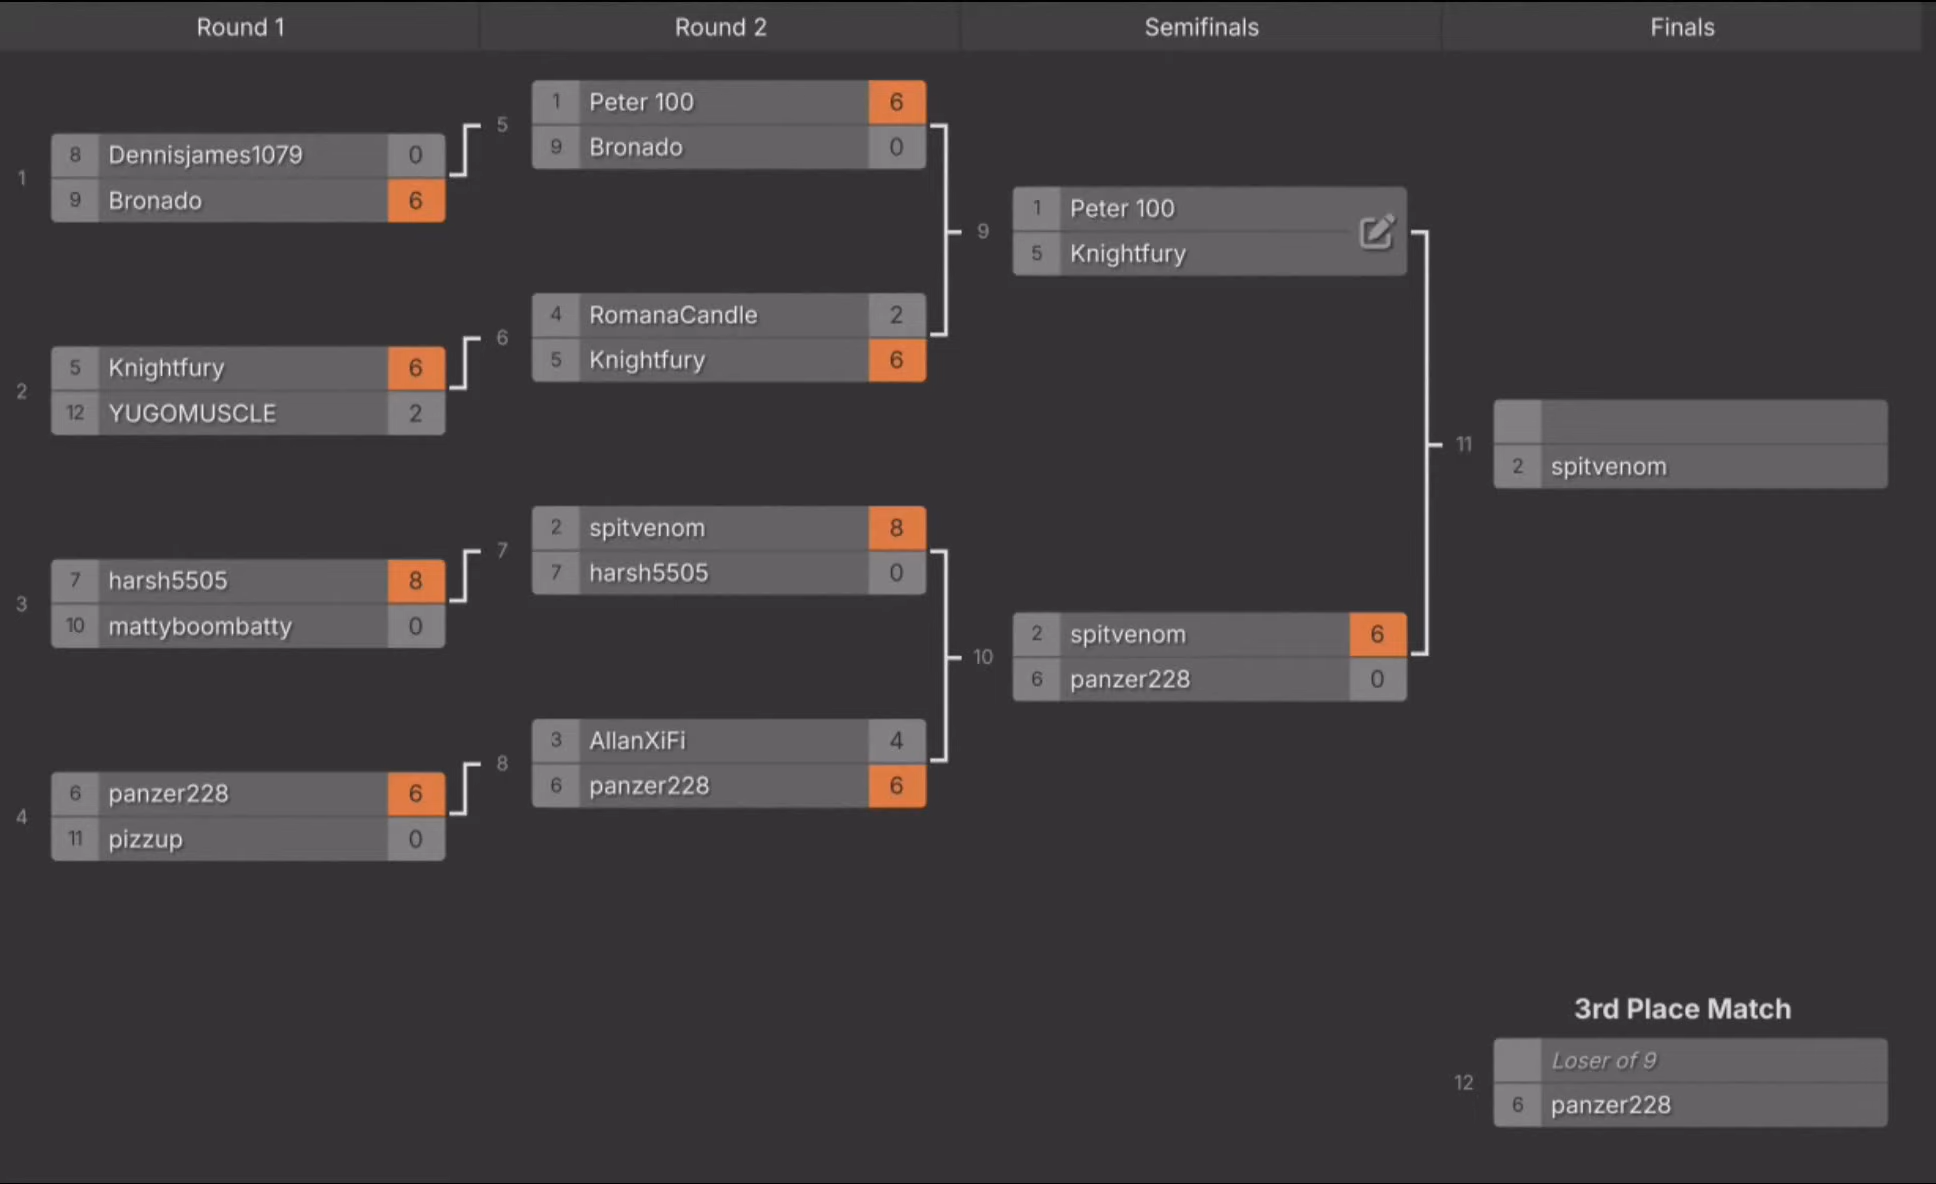 Round 1
Round 2
Semifinals
Finals
1
8 Dennisjames1079 0
9 Bronado 6
2
5 Knightfury 6
12 YUGOMUSCLE 2
3
7 harsh5505 8
10 mattyboombatty 0
4
6 panzer228 6
11 pizzup 0
5
1 Peter 100 6
9 Bronado 0
6
4 RomanaCandle 2
5 Knightfury 6
7
2 spitvenom 8
7 harsh5505 0
8
3 AllanXiFi 4
6 panzer228 6
9
1 Peter 100
5 Knightfury
10
2 spitvenom 6
6 panzer228 0
11
2 spitvenom
3rd Place Match
12
Loser of 9
6 panzer228